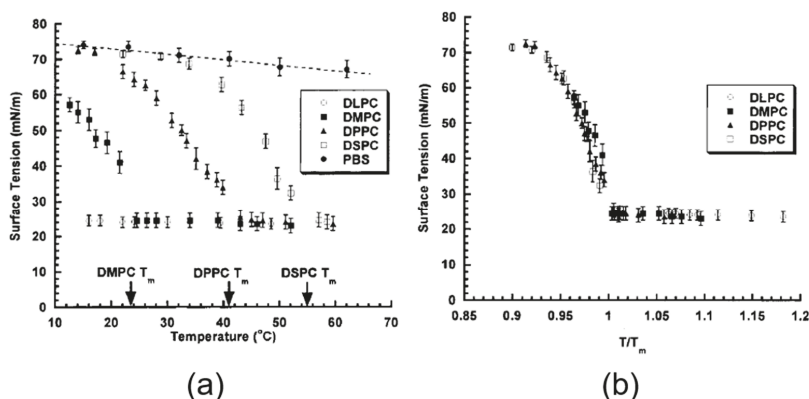 80
70
60
50
40
30
20
10
0
Surface Tension (mN/m)
DLPC
DMPC
DPPC
DSPC
PBS
DMPC Tm
DPPC Tm
DSPC Tm
10 20 30 40 50 60 70
Temperature (°C)
(a)
80
70
60
50
40
30
20
10
0
Surface Tension (mN/m)
DLPC
DMPC
DPPC
DSPC
0.85 0.9 0.95 1 1.05 1.1 1.15 1.2
T/Tm
(b)